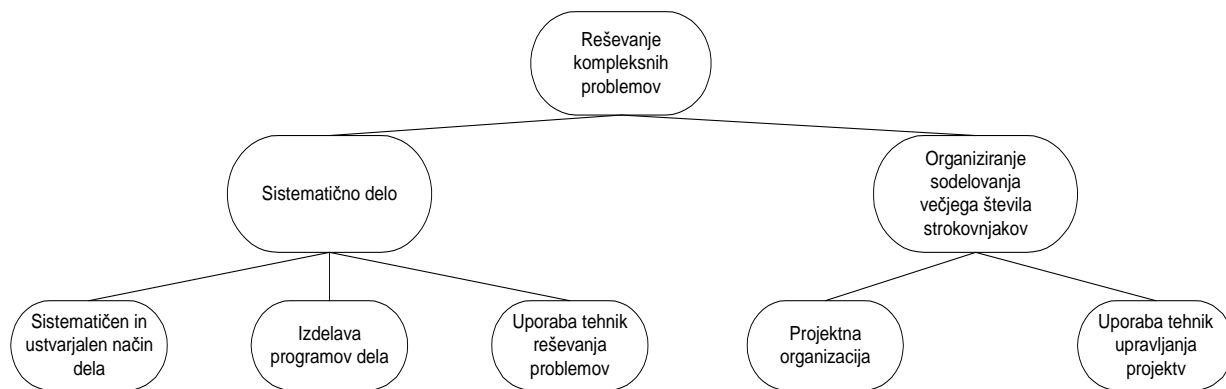 Reševanje
kompleksnih
problemov
Sistematično delo
Organiziranje
sodelovanja
večjega števila
strokovnjakov
Sistematičen in
ustvarjalen način
dela
Izdelava
programov dela
Uporaba tehnik
reševanja
problemov
Projektna
organizacija
Uporaba tehnik
upravljanja
projektv